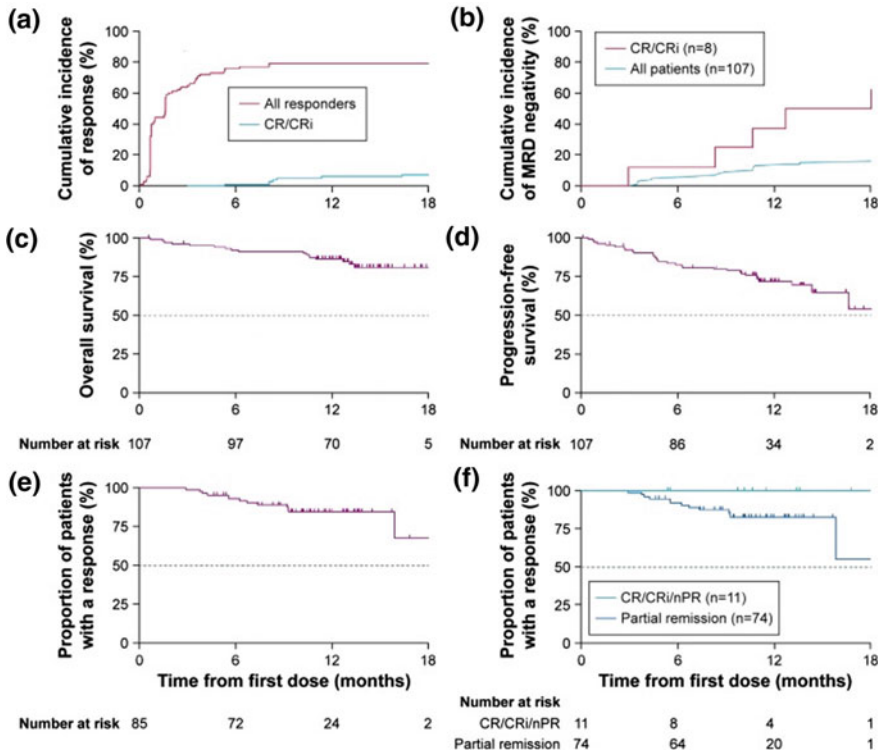 (a)
Cumulative incidence
of response (%)
100
80
60
40
20
0
All responders
CR/CRi
0 6 12 18
(b)
Cumulative incidence
of MRD negativity (%)
100
80
60
40
20
0
CR/CRi (n=8)
All patients (n=107)
0 6 12 18
(c)
Overall survival (%)
100
75
50
25
0
0 6 12 18
Number at risk 107 97 70 5
(d)
Progression-free
survival (%)
100
75
50
25
0
0 6 12 18
Number at risk 107 86 34 2
(e)
Proportion of patients
with a response (%)
100
75
50
25
0
0 6 12 18
Time from first dose (months)
Number at risk 85 72 24 2
(f)
Proportion of patients
with a response (%)
100
75
50
25
0
CR/CRi/nPR (n=11)
Partial remission (n=74)
0 6 12 18
Time from first dose (months)
Number at risk
CR/CRi/nPR 11 8 4 1
Partial remission 74 64 20 1